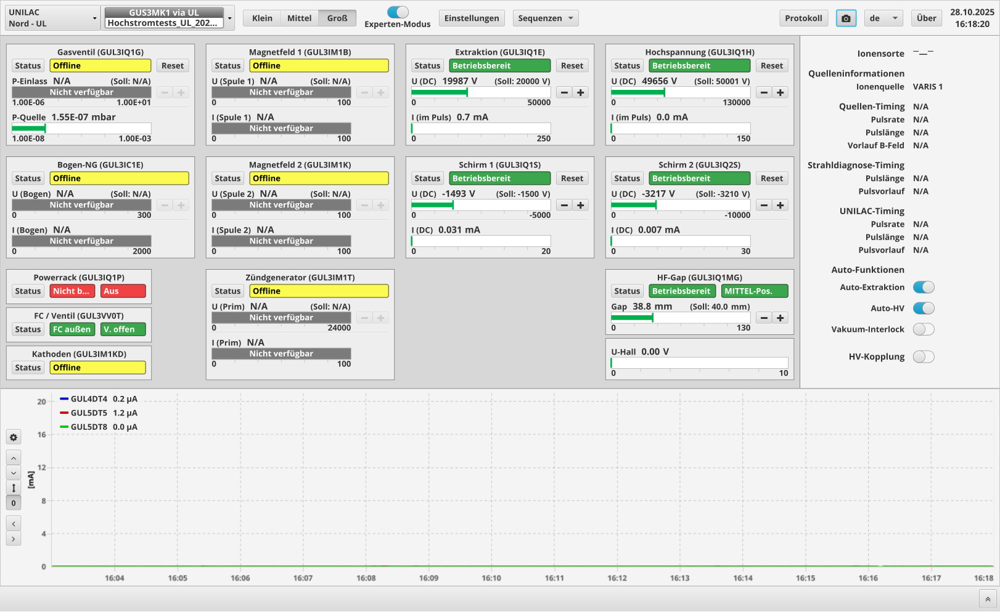 UNILAC
Nord - UL
GUS3MK1 via UL
Hochstromtests_UL_202...
Klein Mittel Groß
Experten-Modus
Einstellungen
Sequenzen
Protokoll
de
Über
28.10.2025
16:18:20
Gasventil (GUL3IQ1G)
Status Offline Reset
P-Einlass N/A (Soll: N/A)
Nicht verfügbar
1.00E-06 1.00E+01
P-Quelle 1.55E-07 mbar
1.00E-08 1.00E-03
Magnetfeld 1 (GUL3IM1B)
Status Offline
U (Spule 1) N/A (Soll: N/A)
Nicht verfügbar
0 100
I (Spule 1) N/A
Nicht verfügbar
0 100
Extraktion (GUL3IQ1E)
Status Betriebsbereit Reset
U (DC) 19987 V (Soll: 20000 V)
0 50000
I (im Puls) 0.7 mA
0 250
Hochspannung (GUL3IQ1H)
Status Betriebsbereit Reset
U (DC) 49656 V (Soll: 50001 V)
0 130000
I (im Puls) 0.0 mA
0 150
Bogen-NG (GUL3IC1E)
Status Offline
U (Bogen) N/A (Soll: N/A)
Nicht verfügbar
0 300
I (Bogen) N/A
Nicht verfügbar
0 2000
Magnetfeld 2 (GUL3IM1K)
Status Offline
U (Spule 2) N/A (Soll: N/A)
Nicht verfügbar
0 100
I (Spule 2) N/A
Nicht verfügbar
0 100
Schirm 1 (GUL3IQ1S)
Status Betriebsbereit Reset
U (DC) -1493 V (Soll: -1500 V)
0 -5000
I (DC) 0.031 mA
0 20
Schirm 2 (GUL3IQ2S)
Status Betriebsbereit Reset
U (DC) -3217 V (Soll: -3210 V)
0 -10000
I (DC) 0.007 mA
0 30
Powerrack (GUL3IQ1P)
Status Nicht b... Aus
FC / Ventil (GUL3VV0T)
Status FC außen V. offen
Kathoden (GUL3IM1KD)
Status Offline
Zündgenerator (GUL3IM1T)
Status Offline
U (Prim) N/A (Soll: N/A)
Nicht verfügbar
0 24000
I (Prim) N/A
Nicht verfügbar
0 100
HF-Gap (GUL3IQ1MG)
Status Betriebsbereit MITTEL-Pos.
Gap 38.8 mm (Soll: 40.0 mm)
0 130
U-Hall 0.00 V
0 10
Ionensorte
Quelleninformationen
Ionenquelle VARIS 1
Quellen-Timing N/A
Pulsrate N/A
Pulslänge N/A
Vorlauf B-Feld N/A
Strahldiagnose-Timing
Pulslänge N/A
Pulsvorlauf N/A
UNILAC-Timing
Pulsrate N/A
Pulslänge N/A
Pulsvorlauf N/A
Auto-Funktionen
Auto-Extraktion
Auto-HV
Vakuum-Interlock
HV-Kopplung
GUL4DT4 0.2 µA
GUL5DT5 1.2 µA
GUL5DT8 0.0 µA
[mA]
20
16
12
8
4
0
0
16:04 16:05 16:06 16:07 16:08 16:09 16:10 16:11 16:12 16:13 16:14 16:15 16:16 16:17 16:18